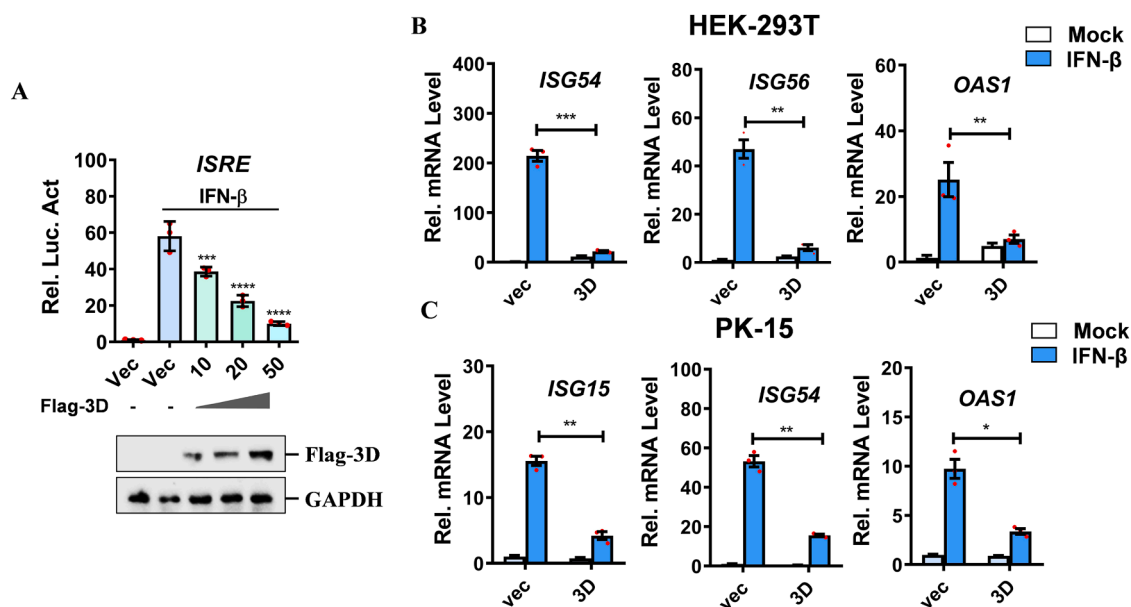 A
ISRE
IFN-β
Rel. Luc. Act
100
80
60
40
20
0
***
****
****
Vec
Vec
10
20
50
Flag-3D
-
-
Flag-3D
GAPDH
B
HEK-293T
Mock
IFN-β
Rel. mRNA Level
400
300
200
100
0
ISG54
***
vec
3D
Rel. mRNA Level
80
60
40
20
0
ISG56
**
vec
3D
Rel. mRNA Level
60
40
20
0
OAS1
**
vec
3D
C
PK-15
Mock
IFN-β
Rel. mRNA Level
30
15
0
ISG15
**
vec
3D
Rel. mRNA Level
100
80
60
40
20
0
ISG54
**
vec
3D
Rel. mRNA Level
20
15
10
5
0
OAS1
*
vec
3D